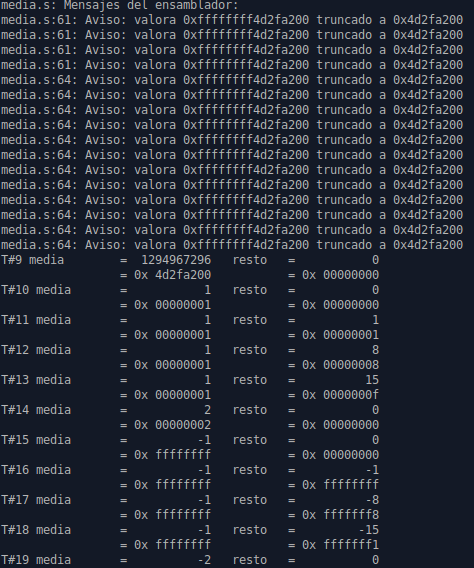 media.s: Mensajes del ensamblador:
media.s:61: Aviso: valora 0xffffffff4d2fa200 truncado a 0x4d2fa200
media.s:61: Aviso: valora 0xffffffff4d2fa200 truncado a 0x4d2fa200
media.s:61: Aviso: valora 0xffffffff4d2fa200 truncado a 0x4d2fa200
media.s:61: Aviso: valora 0xffffffff4d2fa200 truncado a 0x4d2fa200
media.s:64: Aviso: valora 0xffffffff4d2fa200 truncado a 0x4d2fa200
media.s:64: Aviso: valora 0xffffffff4d2fa200 truncado a 0x4d2fa200
media.s:64: Aviso: valora 0xffffffff4d2fa200 truncado a 0x4d2fa200
media.s:64: Aviso: valora 0xffffffff4d2fa200 truncado a 0x4d2fa200
media.s:64: Aviso: valora 0xffffffff4d2fa200 truncado a 0x4d2fa200
media.s:64: Aviso: valora 0xffffffff4d2fa200 truncado a 0x4d2fa200
media.s:64: Aviso: valora 0xffffffff4d2fa200 truncado a 0x4d2fa200
media.s:64: Aviso: valora 0xffffffff4d2fa200 truncado a 0x4d2fa200
media.s:64: Aviso: valora 0xffffffff4d2fa200 truncado a 0x4d2fa200
media.s:64: Aviso: valora 0xffffffff4d2fa200 truncado a 0x4d2fa200
media.s:64: Aviso: valora 0xffffffff4d2fa200 truncado a 0x4d2fa200
media.s:64: Aviso: valora 0xffffffff4d2fa200 truncado a 0x4d2fa200
T#9 media = 1294967296 resto = 0
= 0x 4d2fa200 = 0x 00000000
T#10 media = 1 resto = 0
= 0x 00000001 = 0x 00000000
T#11 media = 1 resto = 1
= 0x 00000001 = 0x 00000001
T#12 media = 1 resto = 8
= 0x 00000001 = 0x 00000008
T#13 media = 1 resto = 15
= 0x 00000001 = 0x 0000000f
T#14 media = 2 resto = 0
= 0x 00000002 = 0x 00000000
T#15 media = -1 resto = 0
= 0x ffffffff = 0x 00000000
T#16 media = -1 resto = -1
= 0x ffffffff = 0x ffffffff
T#17 media = -1 resto = -8
= 0x ffffffff = 0x fffffff8
T#18 media = -1 resto = -15
= 0x ffffffff = 0x fffffff1
T#19 media = -2 resto = 0